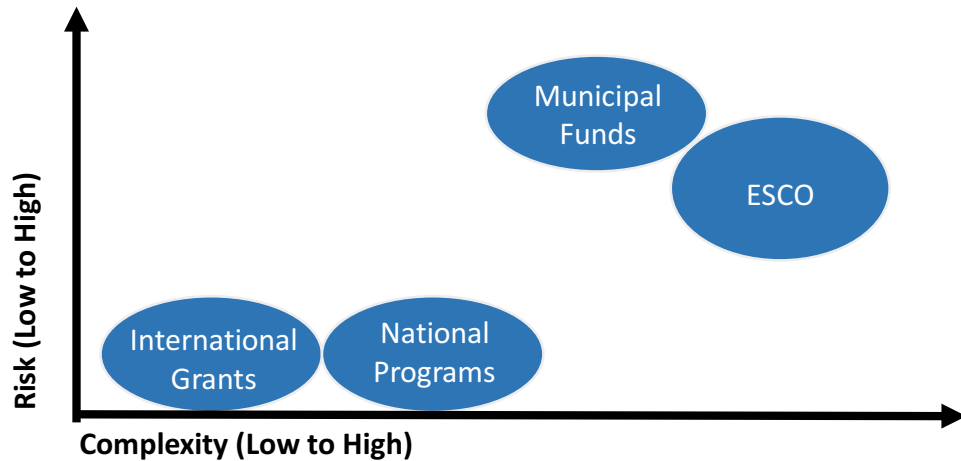 Municipal
Funds
ESCO
International
Grants
National
Programs
Risk (Low to High)
Complexity (Low to High)